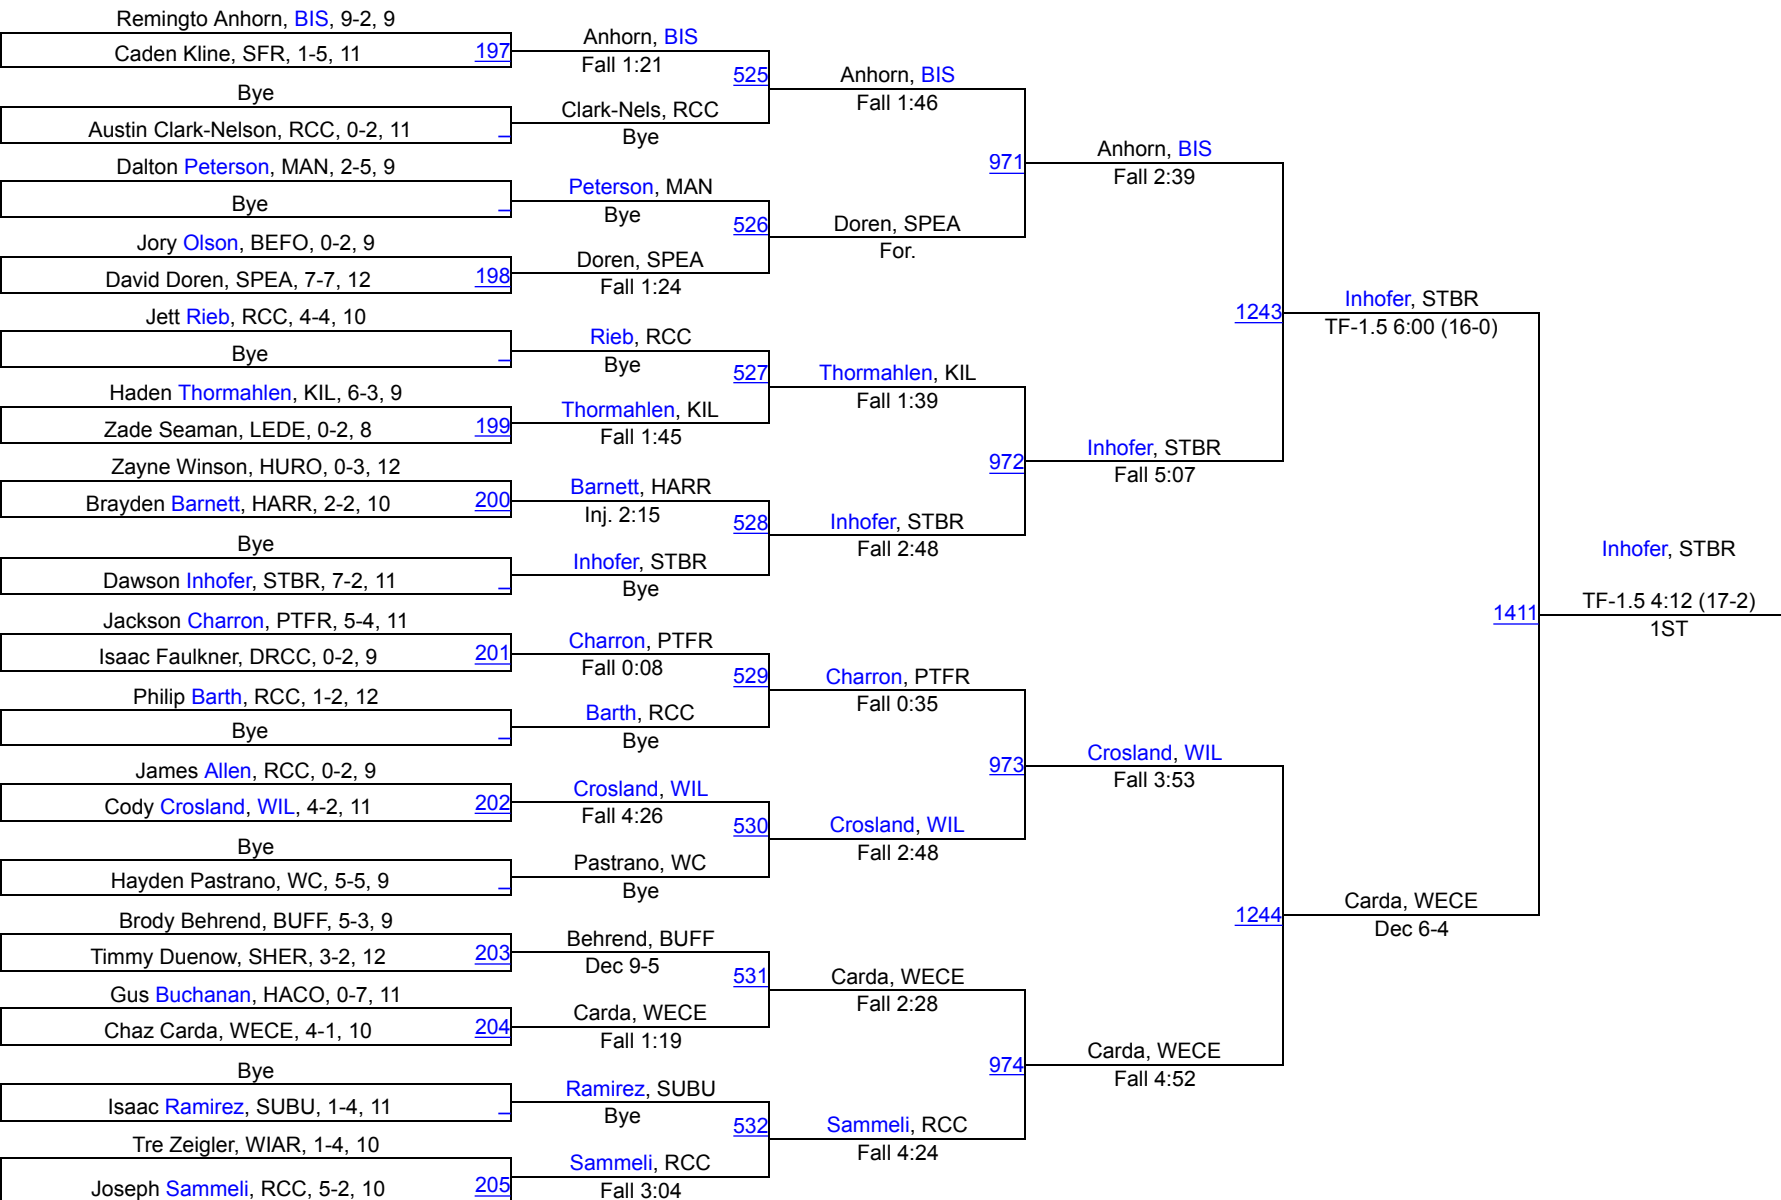 Remingto Anhorn, BIS, 9-2, 9
Caden Kline, SFR, 1-5, 11
197
Bye
Austin Clark-Nelson, RCC, 0-2, 11
Dalton Peterson, MAN, 2-5, 9
Bye
Jory Olson, BEFO, 0-2, 9
David Doren, SPEA, 7-7, 12
198
Jett Rieb, RCC, 4-4, 10
Bye
Haden Thormahlen, KIL, 6-3, 9
Zade Seaman, LEDE, 0-2, 8
199
Zayne Winson, HURO, 0-3, 12
Brayden Barnett, HARR, 2-2, 10
200
Bye
Dawson Inhofer, STBR, 7-2, 11
Jackson Charron, PTFR, 5-4, 11
Isaac Faulkner, DRCC, 0-2, 9
201
Philip Barth, RCC, 1-2, 12
Bye
James Allen, RCC, 0-2, 9
Cody Crosland, WIL, 4-2, 11
202
Bye
Hayden Pastrano, WC, 5-5, 9
Brody Behrend, BUFF, 5-3, 9
Timmy Duenow, SHER, 3-2, 12
203
Gus Buchanan, HACO, 0-7, 11
Chaz Carda, WECE, 4-1, 10
204
Bye
Isaac Ramirez, SUBU, 1-4, 11
Tre Zeigler, WIAR, 1-4, 10
Joseph Sammeli, RCC, 5-2, 10
205
Anhorn, BIS
Fall 1:21
525
Clark-Nels, RCC
Bye
Peterson, MAN
Bye
526
Doren, SPEA
Fall 1:24
Rieb, RCC
Bye
527
Thormahlen, KIL
Fall 1:45
Barnett, HARR
Inj. 2:15
528
Inhofer, STBR
Bye
Charron, PTFR
Fall 0:08
529
Barth, RCC
Bye
Crosland, WIL
Fall 4:26
530
Pastrano, WC
Bye
Behrend, BUFF
Dec 9-5
531
Carda, WECE
Fall 1:19
Ramirez, SUBU
Bye
532
Sammeli, RCC
Fall 3:04
Anhorn, BIS
Fall 1:46
971
Doren, SPEA
For.
Thormahlen, KIL
Fall 1:39
972
Inhofer, STBR
Fall 2:48
Charron, PTFR
Fall 0:35
973
Crosland, WIL
Fall 2:48
Carda, WECE
Fall 2:28
974
Sammeli, RCC
Fall 4:24
Anhorn, BIS
Fall 2:39
1243
Inhofer, STBR
Fall 5:07
Crosland, WIL
Fall 3:53
1244
Carda, WECE
Fall 4:52
Inhofer, STBR
TF-1.5 6:00 (16-0)
1411
Carda, WECE
Dec 6-4
Inhofer, STBR
TF-1.5 4:12 (17-2)
1ST